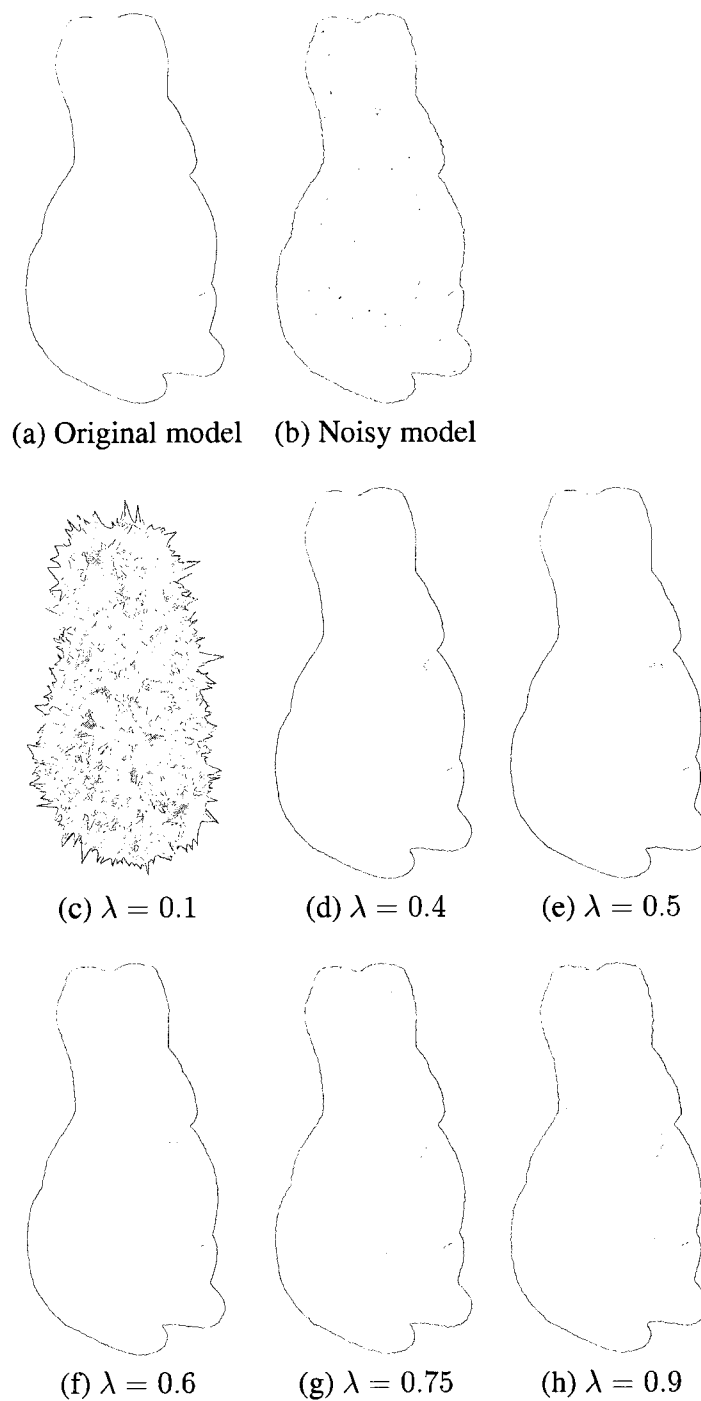 (a) Original model (b) Noisy model
(c) λ = 0.1 (d) λ = 0.4 (e) λ = 0.5
(f) λ = 0.6 (g) λ = 0.75 (h) λ = 0.9